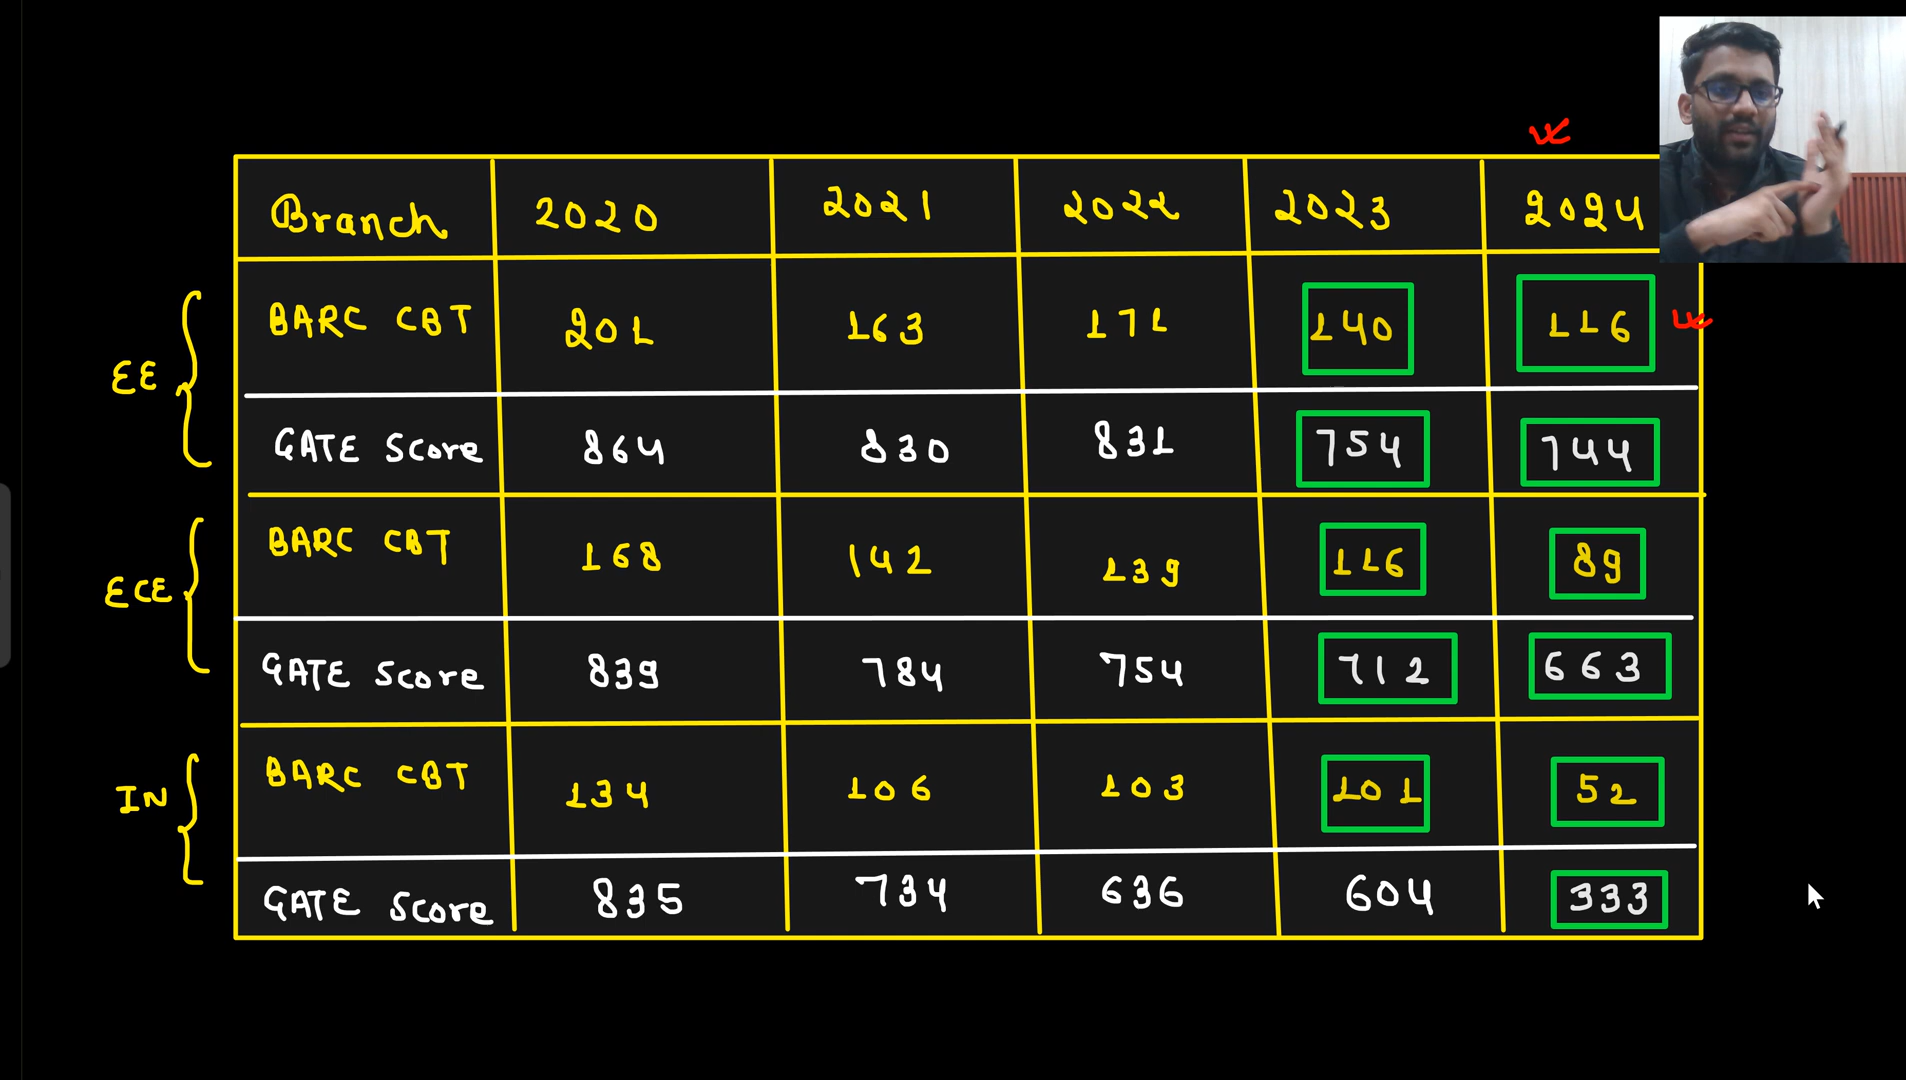 Branch 2020 2021 2022 2023 2024
EE BARC CBT 201 163 171 140 116
GATE Score 864 830 831 754 744
ECE BARC CBT 168 142 139 116 89
GATE Score 839 784 754 712 663
IN BARC CBT 134 106 103 101 52
GATE Score 835 734 636 604 333